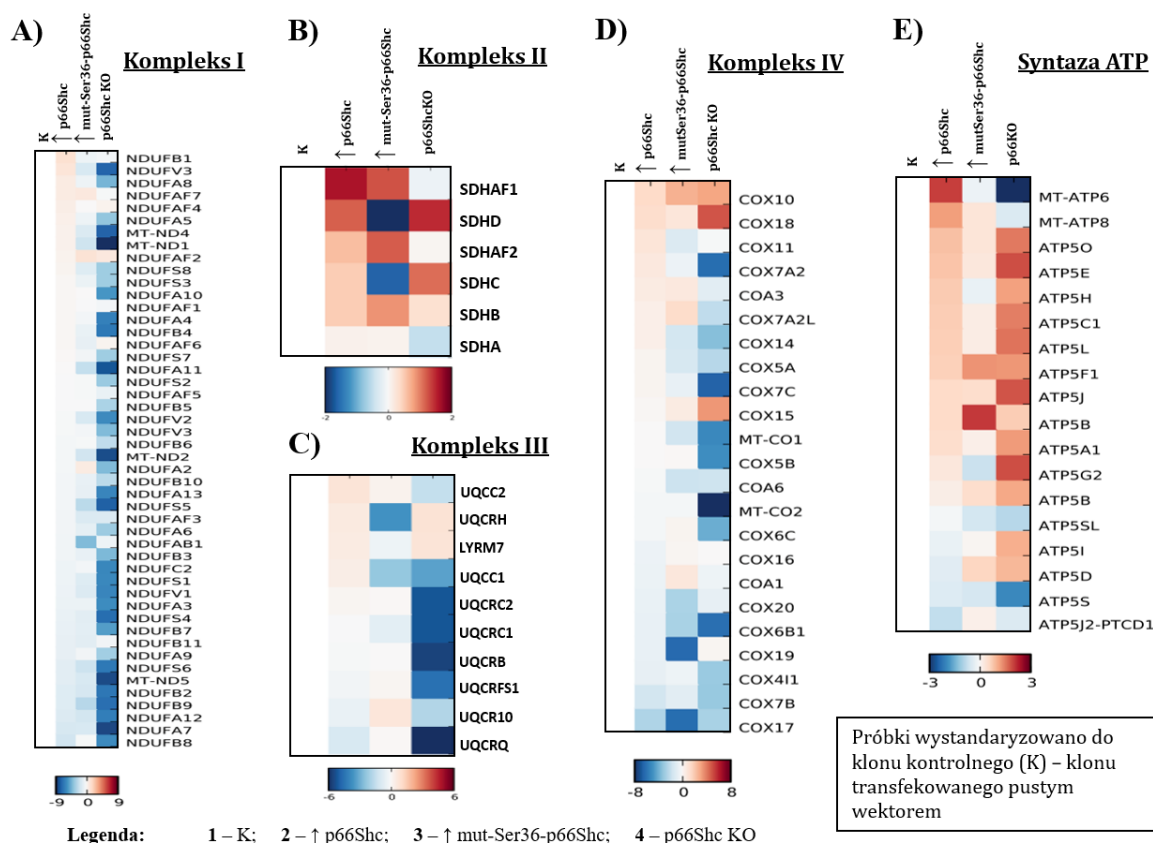 A)
Kompleks I
K
↑ p66Shc
↑ mut-Ser36-p66Shc
p66Shc KO
NDUFB1
NDUFV3
NDUFA8
NDUFAF7
NDUFAF4
NDUFA5
MT-ND4
MT-ND1
NDUFAF2
NDUFS8
NDUFS3
NDUFA10
NDUFAF1
NDUFA4
NDUFB4
NDUFAF6
NDUFS7
NDUFA11
NDUFS2
NDUFAF5
NDUFB5
NDUFV2
NDUFV3
NDUFB6
MT-ND2
NDUFA2
NDUFB10
NDUFA13
NDUFS5
NDUFAF3
NDUFA6
NDUFAB1
NDUFB3
NDUFC2
NDUFS1
NDUFV1
NDUFA3
NDUFS4
NDUFB7
NDUFB11
NDUFA9
NDUFS6
MT-ND5
NDUFB2
NDUFB9
NDUFA12
NDUFA7
NDUFB8
-9 0 9
B)
Kompleks II
K
↑ p66Shc
↑ mut-Ser36-p66Shc
p66ShcKO
SDHAF1
SDHD
SDHAF2
SDHC
SDHB
SDHA
-2 0 2
C)
Kompleks III
UQCC2
UQCRH
LYRM7
UQCC1
UQCRC2
UQCRC1
UQCRB
UQCRFS1
UQCR10
UQCRQ
-6 0 6
D)
Kompleks IV
K
↑ p66Shc
↑ mutSer36-p66Shc
p66Shc KO
COX10
COX18
COX11
COX7A2
COA3
COX7A2L
COX14
COX5A
COX7C
COX15
MT-CO1
COX5B
COA6
MT-CO2
COX6C
COX16
COA1
COX20
COX6B1
COX19
COX4I1
COX7B
COX17
-8 0 8
E)
Syntaza ATP
K
↑ p66Shc
↑ mutSer36-p66Shc
p66KO
MT-ATP6
MT-ATP8
ATP5O
ATP5E
ATP5H
ATP5C1
ATP5L
ATP5F1
ATP5J
ATP5B
ATP5A1
ATP5G2
ATP5B
ATP5SL
ATP5I
ATP5D
ATP5S
ATP5J2-PTCD1
-3 0 3
Próbki wystandaryzowano do
klonu kontrolnego (K) – klonu
transfekowanego pustym
wektorem
Legenda: 1 – K; 2 – ↑ p66Shc; 3 – ↑ mut-Ser36-p66Shc; 4 – p66Shc KO